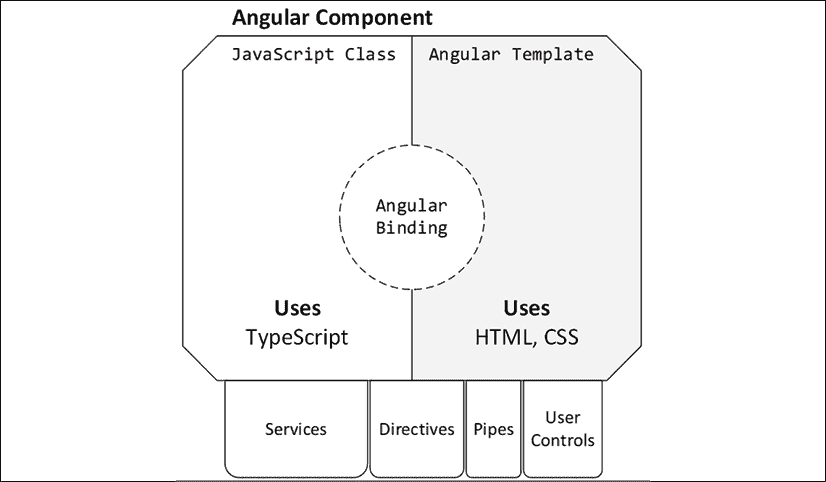 Angular Component
JavaScript Class
Angular Template
Angular
Binding
Uses
TypeScript
Uses
HTML, CSS
Services
Directives
Pipes
User
Controls